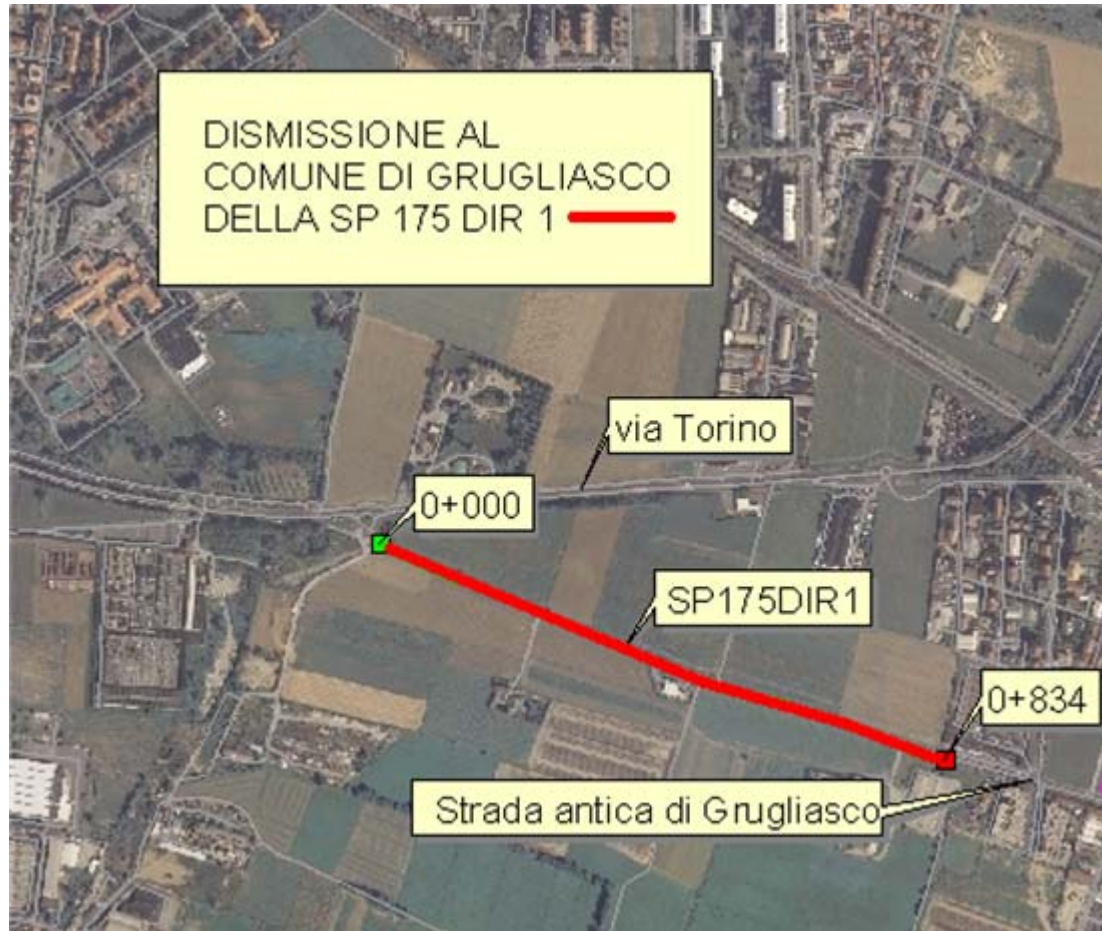 DISMISSIONE AL
COMUNE DI GRUGLIASCO
DELLA SP 175 DIR 1
via Torino
0+000
SP175DIR1
0+834
Strada antica di Grugliasco